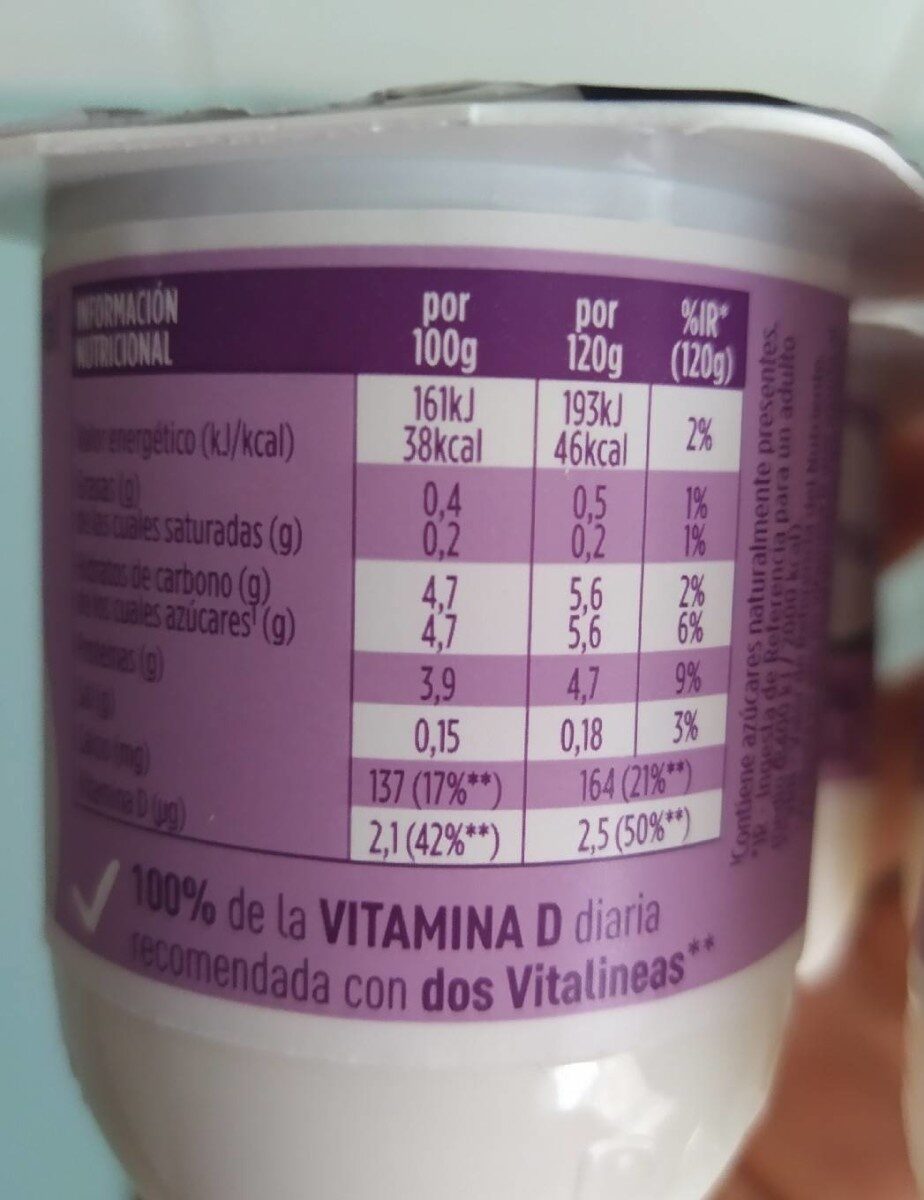 INFORMACIÓN NUTRICIONAL por 100g por 120g %IR* (120g)
Valor energético (kJ/kcal) 161kJ 38kcal 193kJ 46kcal 2%
Grasas (g) 0,4 0,5 1%
de las cuales saturadas (g) 0,2 0,2 1%
Hidratos de carbono (g) 4,7 5,6 2%
de los cuales azúcares¹ (g) 4,7 5,6 6%
Proteínas (g) 3,9 4,7 9%
Sal (g) 0,15 0,18 3%
Calcio (mg) 137 (17%**) 164 (21%**)
Vitamina D (µg) 2,1 (42%**) 2,5 (50%**)
100% de la VITAMINA D diaria
recomendada con dos Vitalineas**
¹Contiene azúcares naturalmente presentes.
*IR = Ingesta de Referencia para un adulto